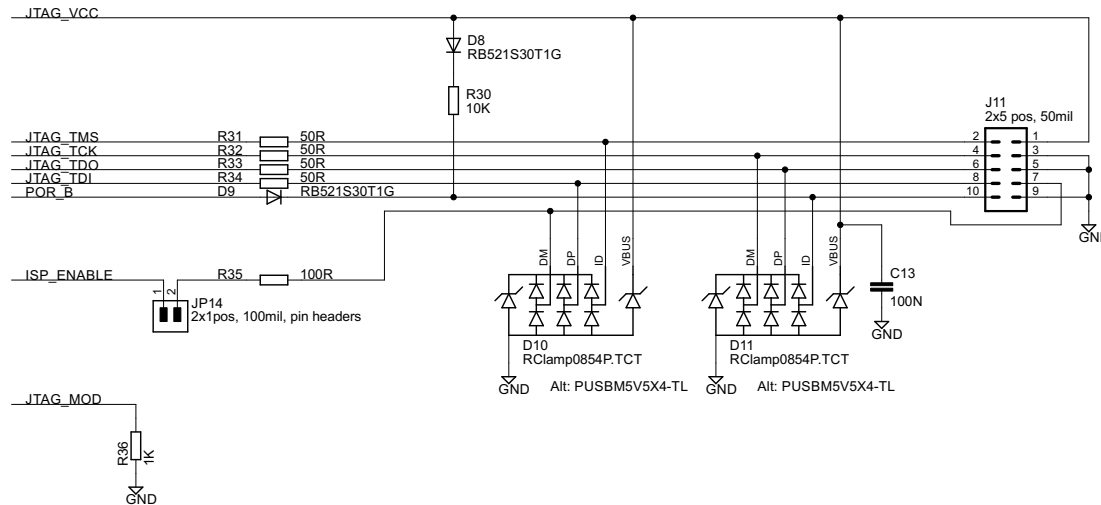 JTAG_VCC
D8
RB521S30T1G
R30
10K
J11
2x5 pos, 50mil
JTAG_TMS R31 50R 2 1
JTAG_TCK R32 50R 4 3
JTAG_TDO R33 50R 6 5
JTAG_TDI R34 50R 8 7
POR_B D9 RB521S30T1G 10 9
GND
DM DP ID VBUS DM DP ID VBUS
ISP_ENABLE R35 100R
1 2
JP14
2x1pos, 100mil, pin headers
C13
100N
GND
D10 D11
RClamp0854P.TCT RClamp0854P.TCT
GND Alt: PUSBM5V5X4-TL GND Alt: PUSBM5V5X4-TL
JTAG_MOD
R36
1K
GND